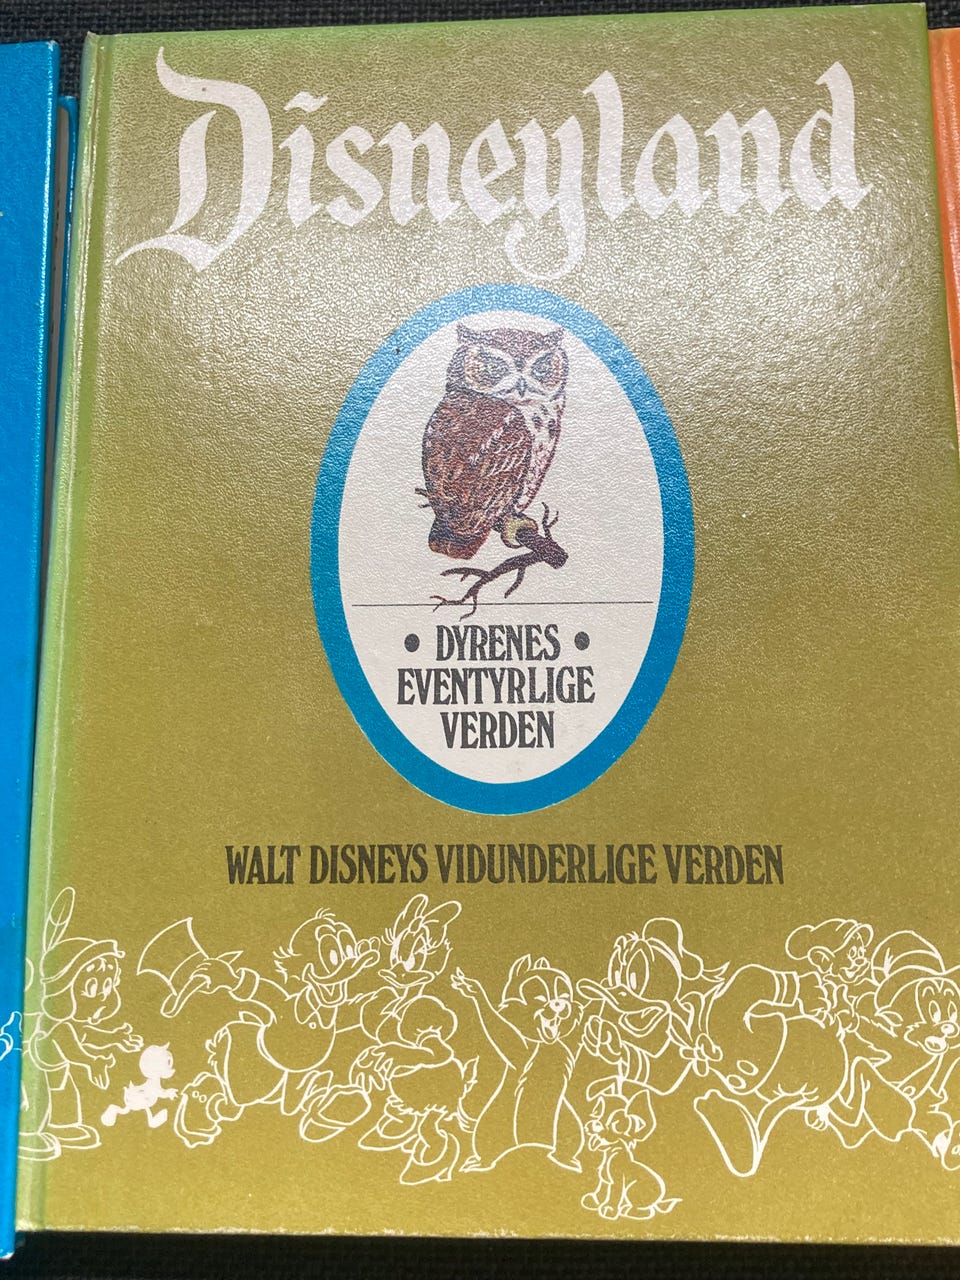 Disneyland
• DYRENES •
EVENTYRLIGE
VERDEN
WALT DISNEYS VIDUNDERLIGE VERDEN